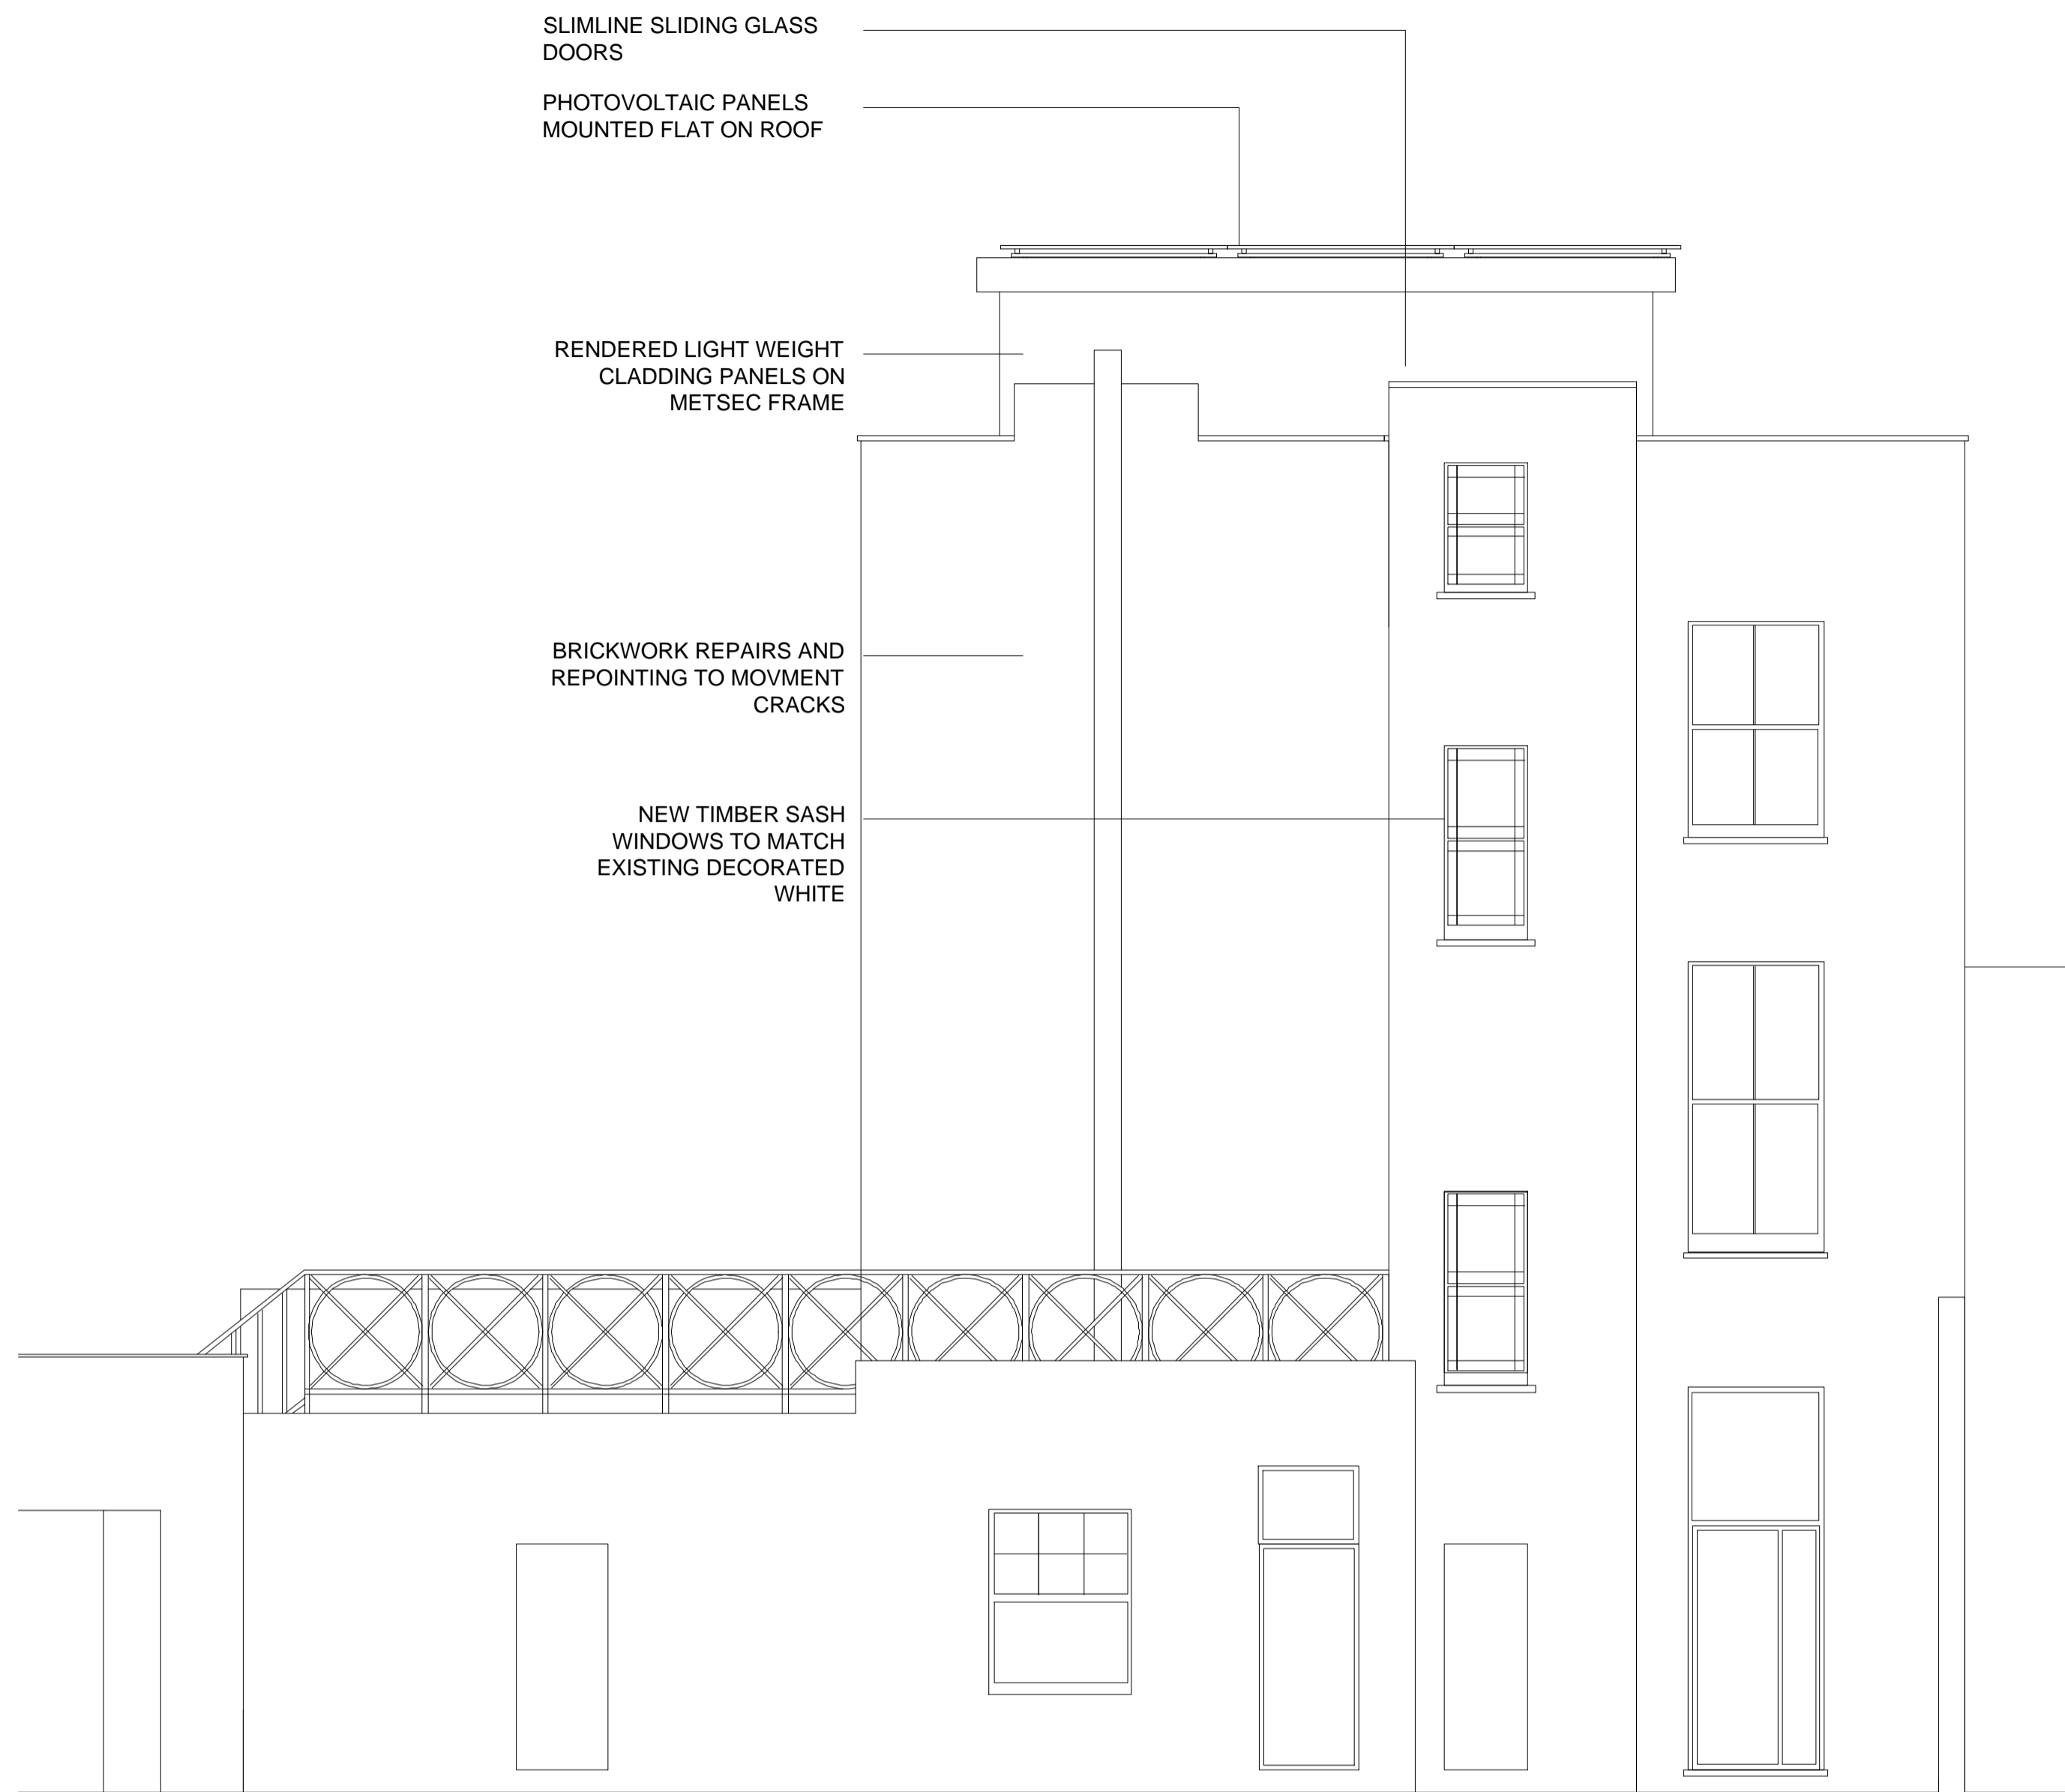 SLIMLINE SLIDING GLASS
DOORS
PHOTOVOLTAIC PANELS
MOUNTED FLAT ON ROOF
RENDERED LIGHT WEIGHT
CLADDING PANELS ON
METSEC FRAME
BRICKWORK REPAIRS AND
REPOINTING TO MOVMENT
CRACKS
NEW TIMBER SASH
WINDOWS TO MATCH
EXISTING DECORATED
WHITE